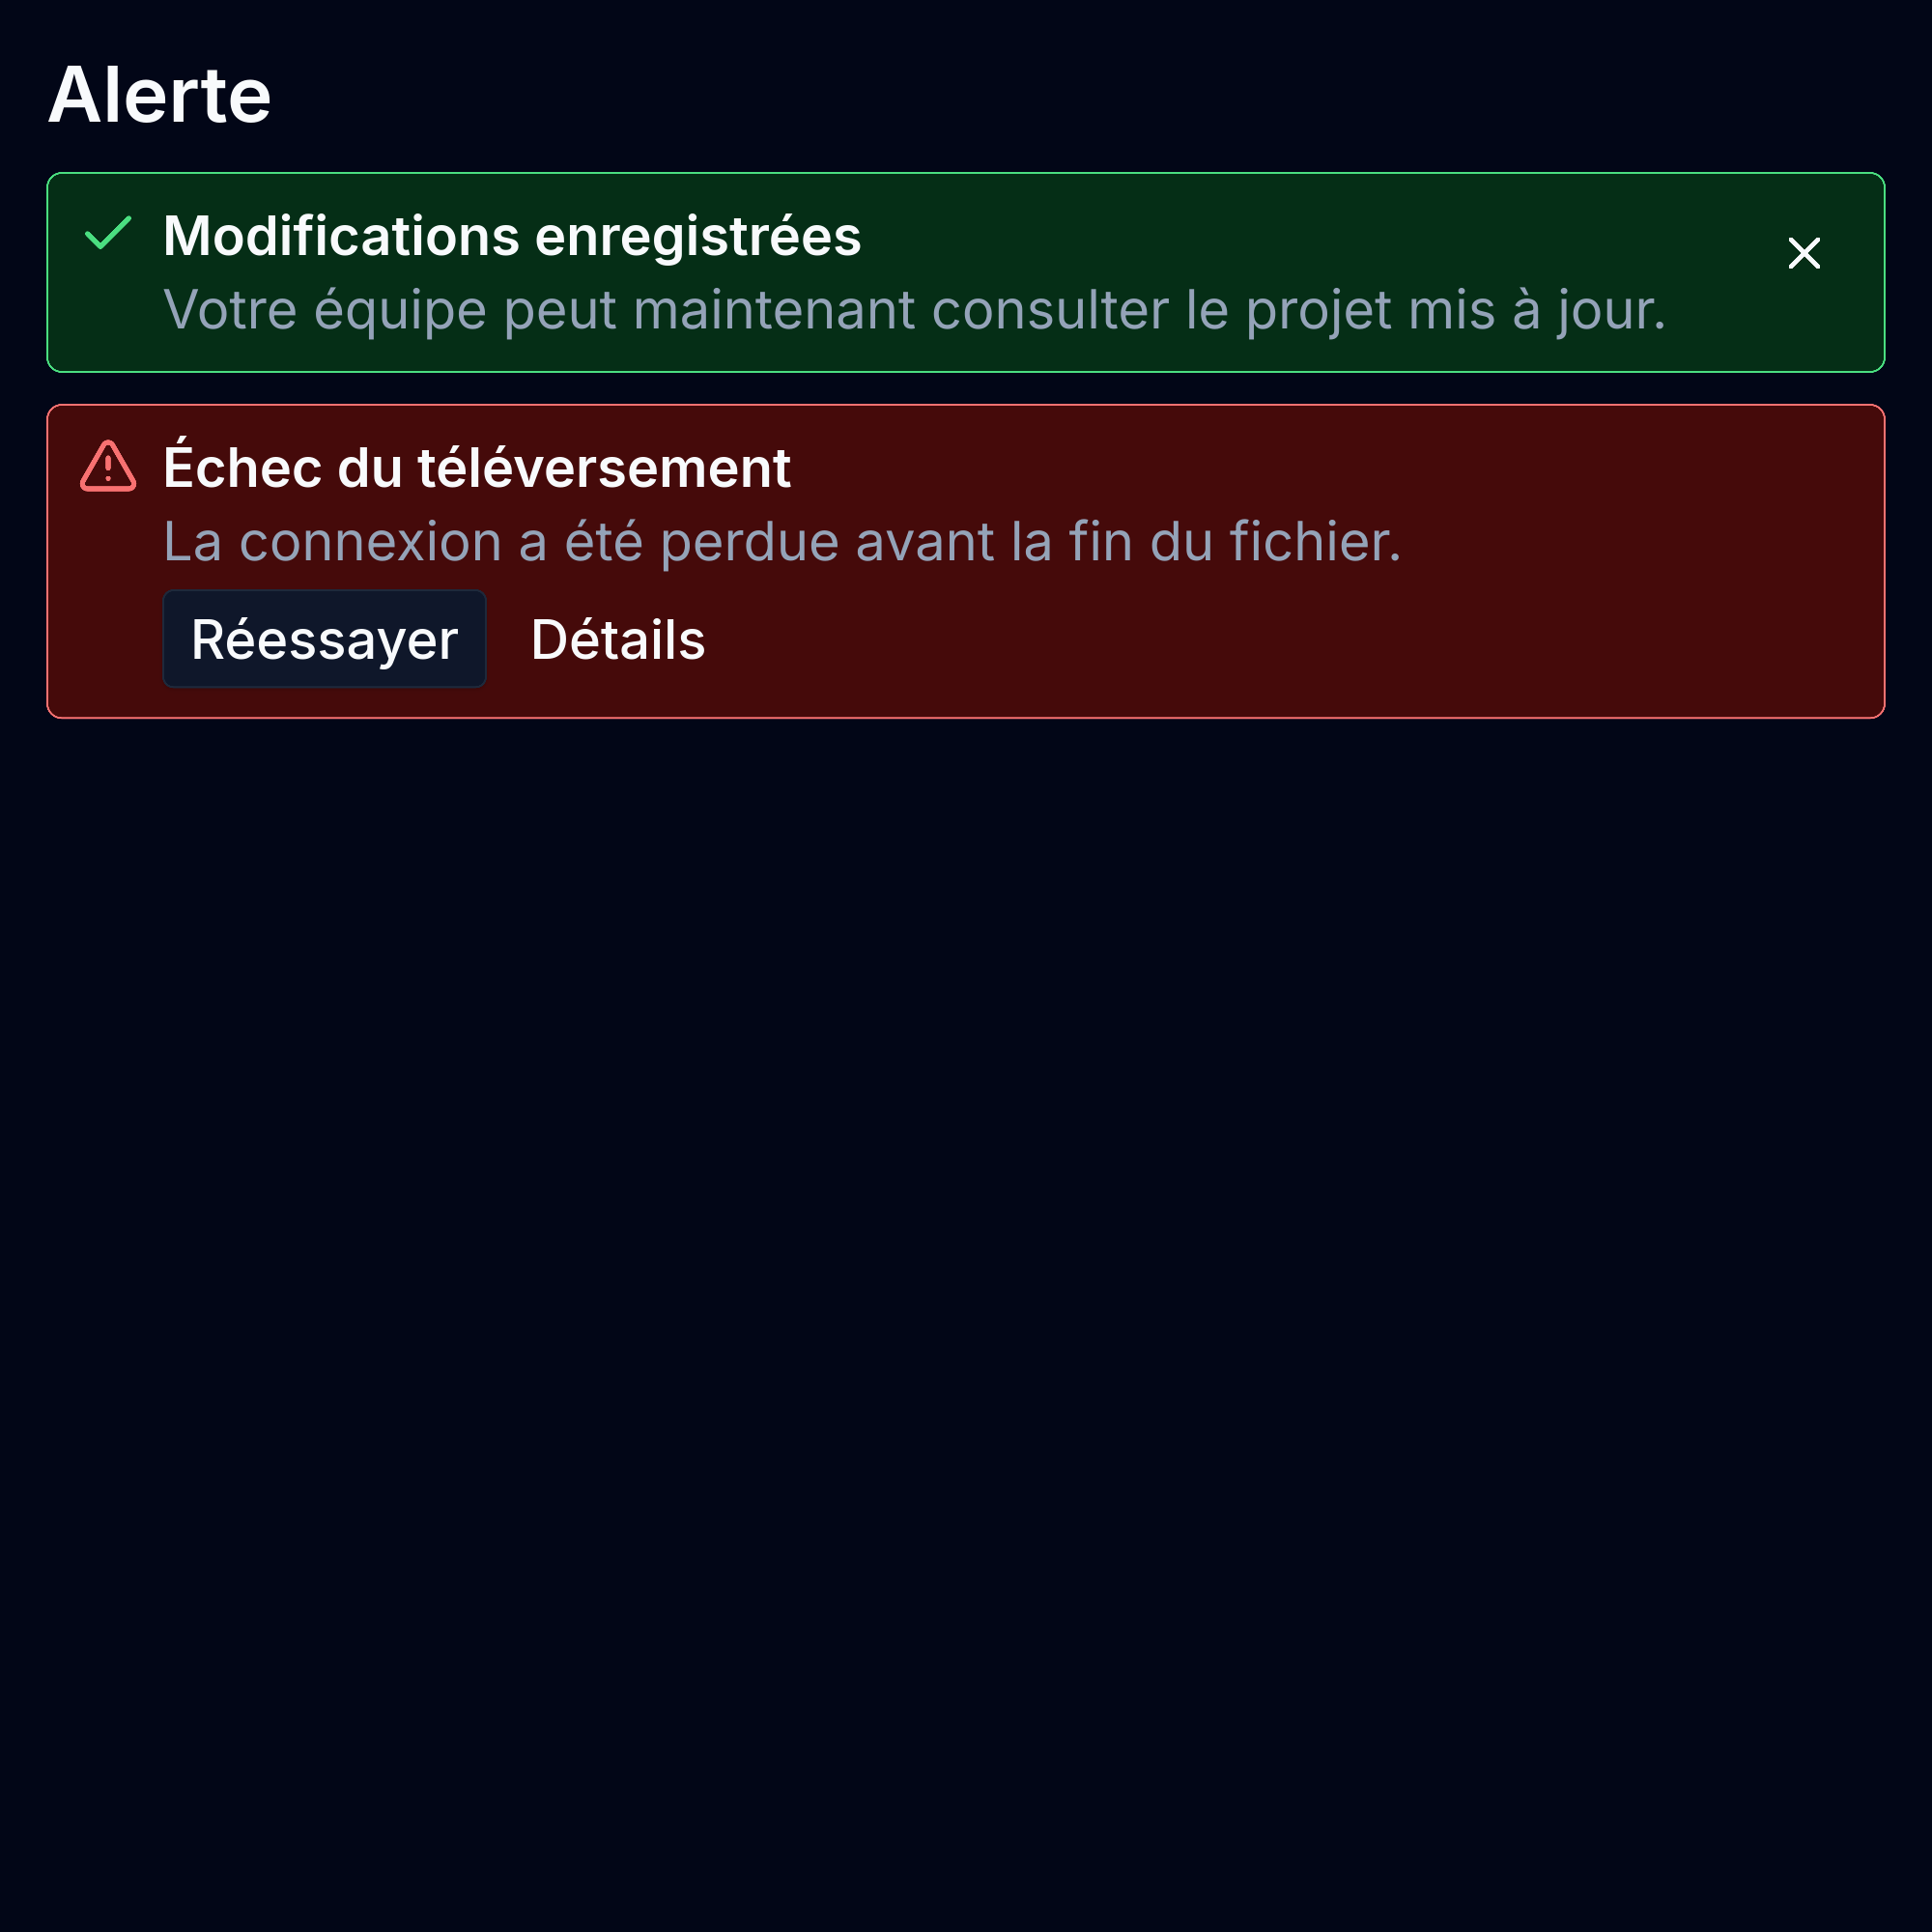 Alerte
Modifications enregistrées
Votre équipe peut maintenant consulter le projet mis à jour.
Échec du téléversement
La connexion a été perdue avant la fin du fichier.
Réessayer
Détails